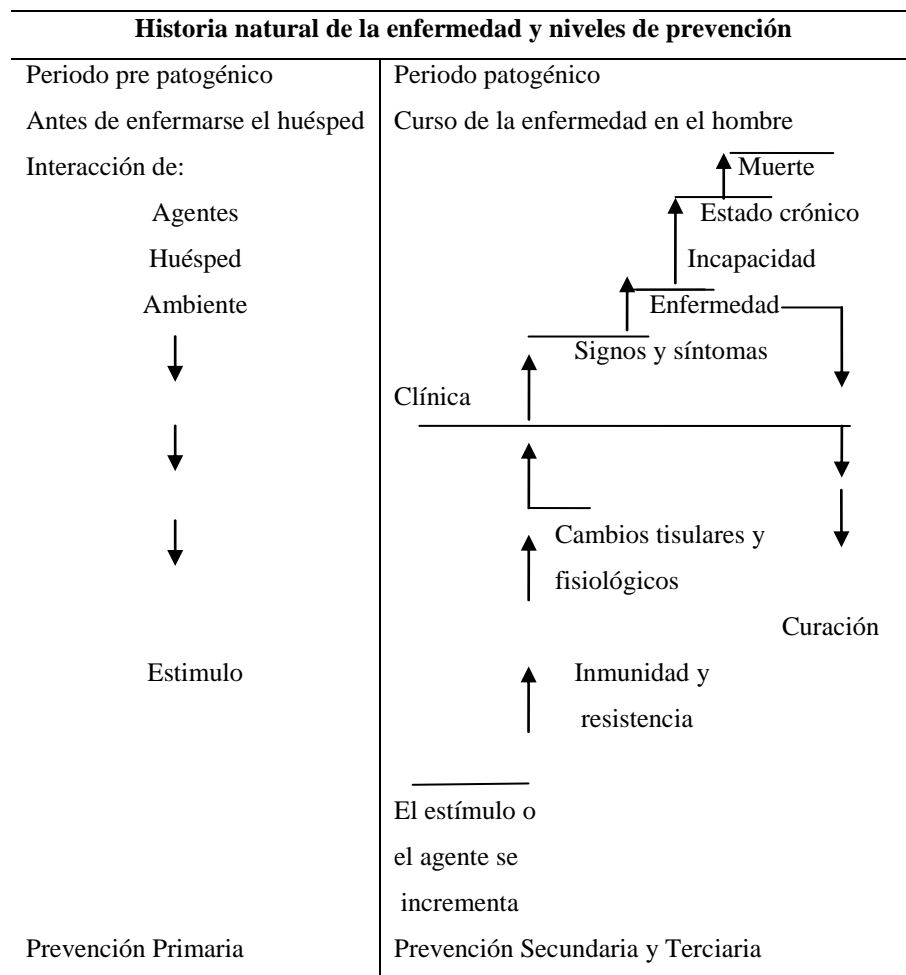 Historia natural de la enfermedad y niveles de prevención
Periodo pre patogénico
Antes de enfermarse el huésped
Interacción de:
Agentes
Huésped
Ambiente
Estimulo
Prevención Primaria
Periodo patogénico
Curso de la enfermedad en el hombre
Muerte
Estado crónico
Incapacidad
Enfermedad
Signos y síntomas
Clínica
Cambios tisulares y
fisiológicos
Curación
Inmunidad y
resistencia
El estímulo o
el agente se
incrementa
Prevención Secundaria y Terciaria